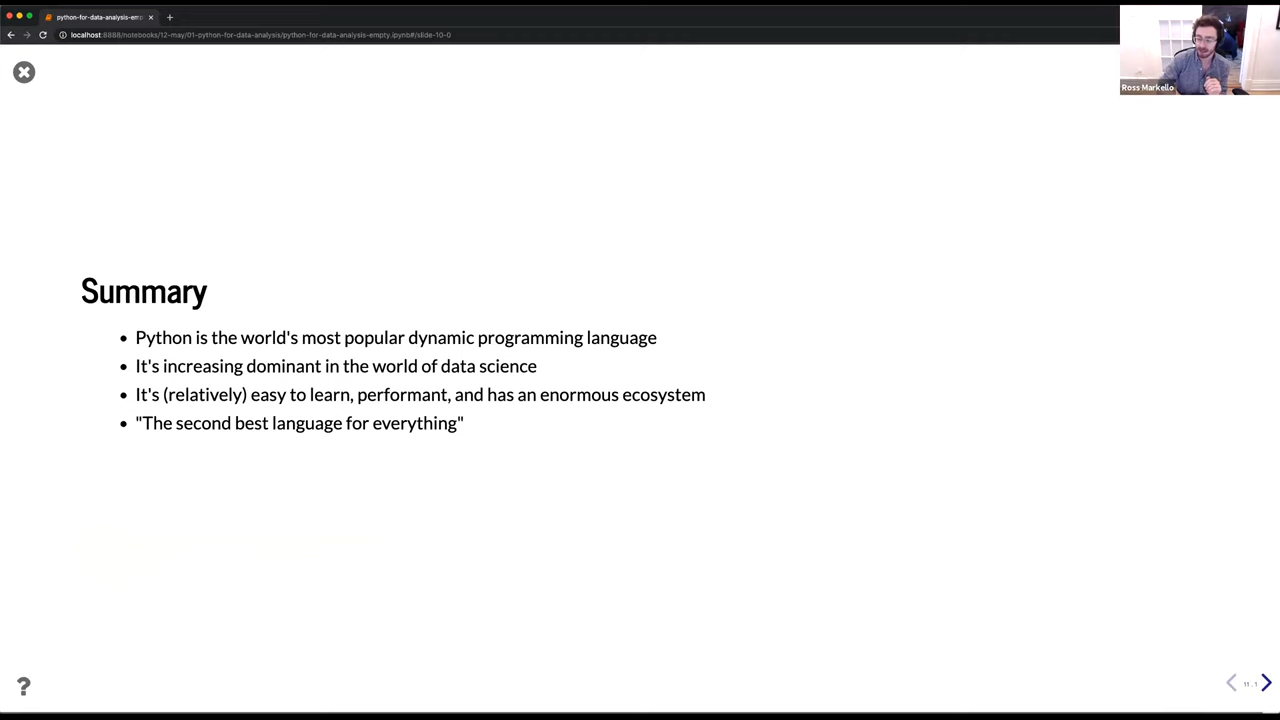 python-for-data-analysis-emp
localhost:8888/notebooks/12-may/01-python-for-data-analysis/python-for-data-analysis-empty.ipynb#/slide-10-0
Ross Markello
Summary
Python is the world's most popular dynamic programming language
It's increasing dominant in the world of data science
It's (relatively) easy to learn, performant, and has an enormous ecosystem
"The second best language for everything"
?
11 . 1